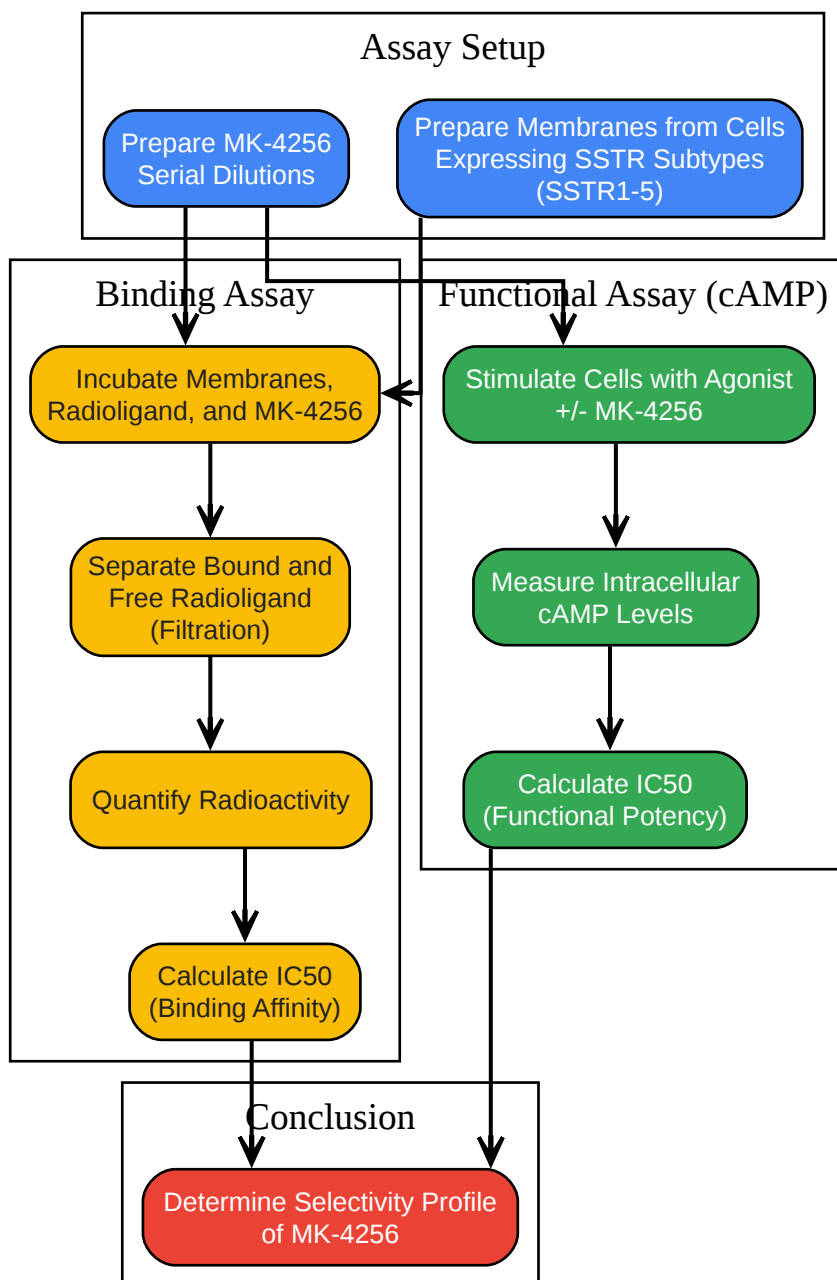 Assay Setup
Prepare MK-4256
Serial Dilutions
Prepare Membranes from Cells
Expressing SSTR Subtypes
(SSTR1-5)
Binding Assay
Incubate Membranes,
Radioligand, and MK-4256
Separate Bound and
Free Radioligand
(Filtration)
Quantify Radioactivity
Calculate IC50
(Binding Affinity)
Functional Assay (cAMP)
Stimulate Cells with Agonist
+/- MK-4256
Measure Intracellular
cAMP Levels
Calculate IC50
(Functional Potency)
Conclusion
Determine Selectivity Profile
of MK-4256